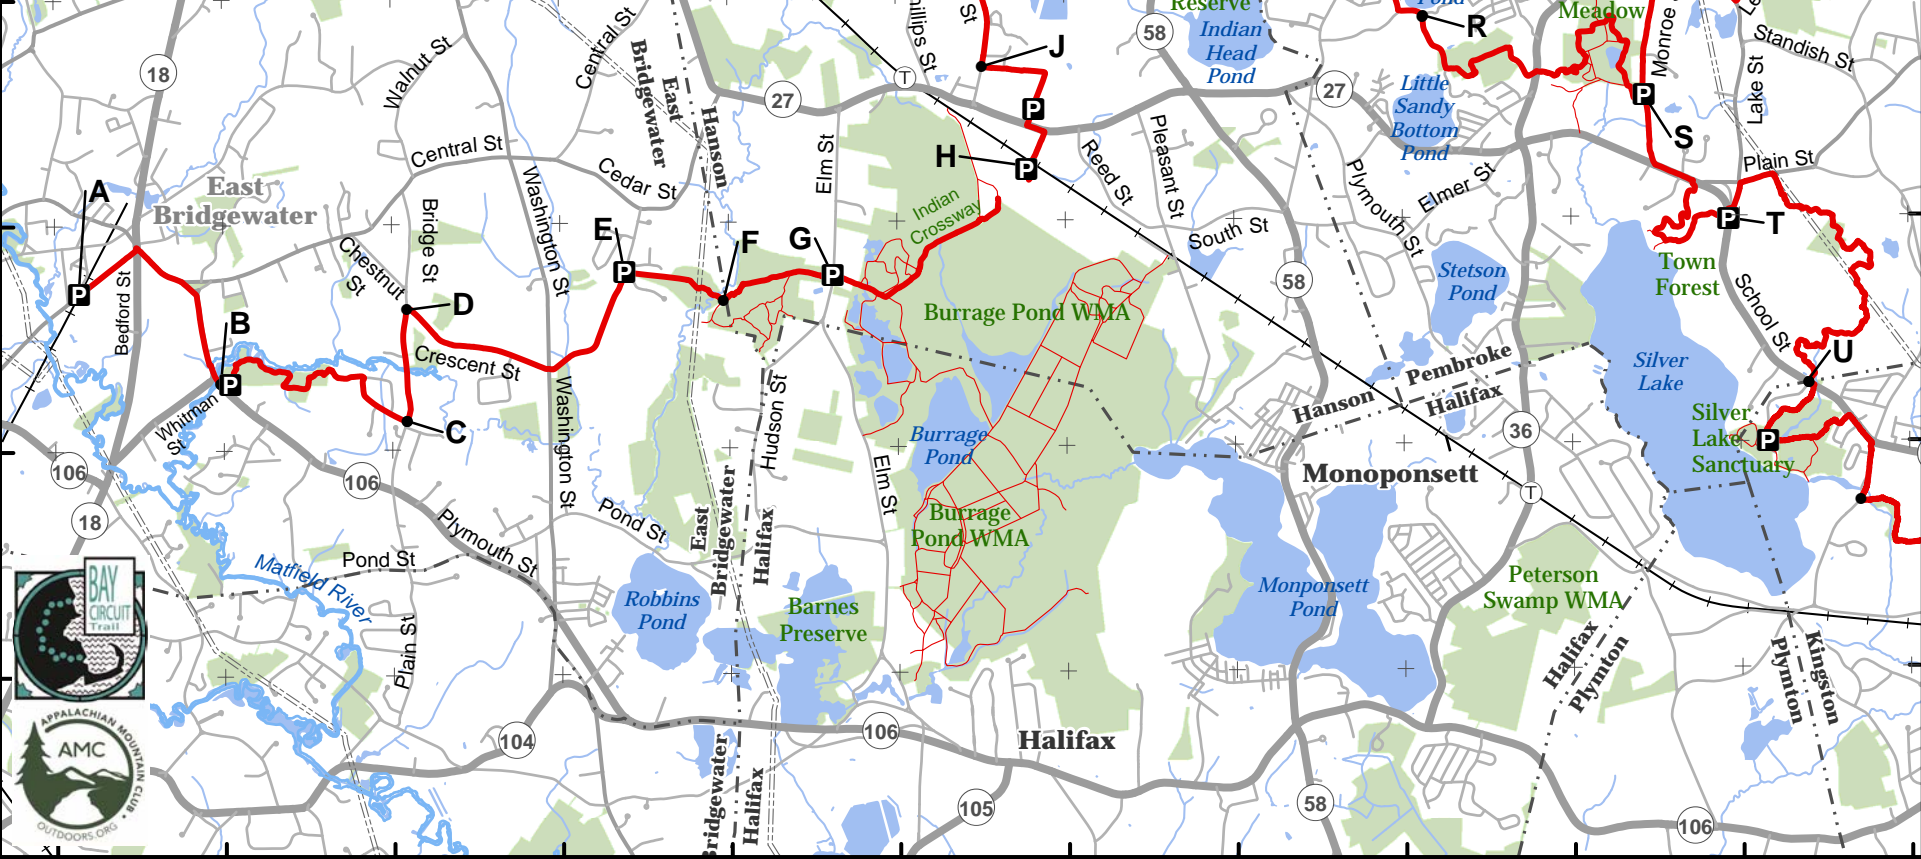 Reserve
Indian
Head
Pond
Pond
Meadow
Monroe
Standish St
Lake St
Central St
Walnut St
18
East
Bridgewater
East
Hanson
27
T
St
J
58
27
R
Little
Sandy
Bottom
Pond
P
P
S
H
P
Elm St
Reed St
Pleasant St
Plymouth St
Elmer St
Plain St
Central St
Cedar St
Washington St
A
East
Bridgewater
Indian
Crossway
South St
P
T
Town
Forest
Bridge St
Chestnut
St
E
P
F
G
P
58
Stetson
Pond
School St
P
Bedford St
B
P
D
Crescent St
Burrage Pond WMA
Silver
Lake
U
Pembroke
Halifax
Hanson
Whitman
St
C
Washington St
Hudson St
Burrage
Pond
36
Silver
Lake
Sanctuary
P
106
18
106
Elm St
Monoponsett
T
Plymouth St
Pond St
East
Bridgewater
Halifax
Burrage
Pond WMA
Pond St
Matfield River
Robbins
Pond
Barnes
Preserve
Monponsett
Pond
Peterson
Swamp WMA
Plain St
Halifax
Plymton
Plymton
Kingston
BAY
CIRCUIT
Trail
APPALACHIAN MOUNTAIN CLUB
AMC
OUTDOORS.ORG
104
106
Halifax
Bridgewater
Halifax
105
58
106